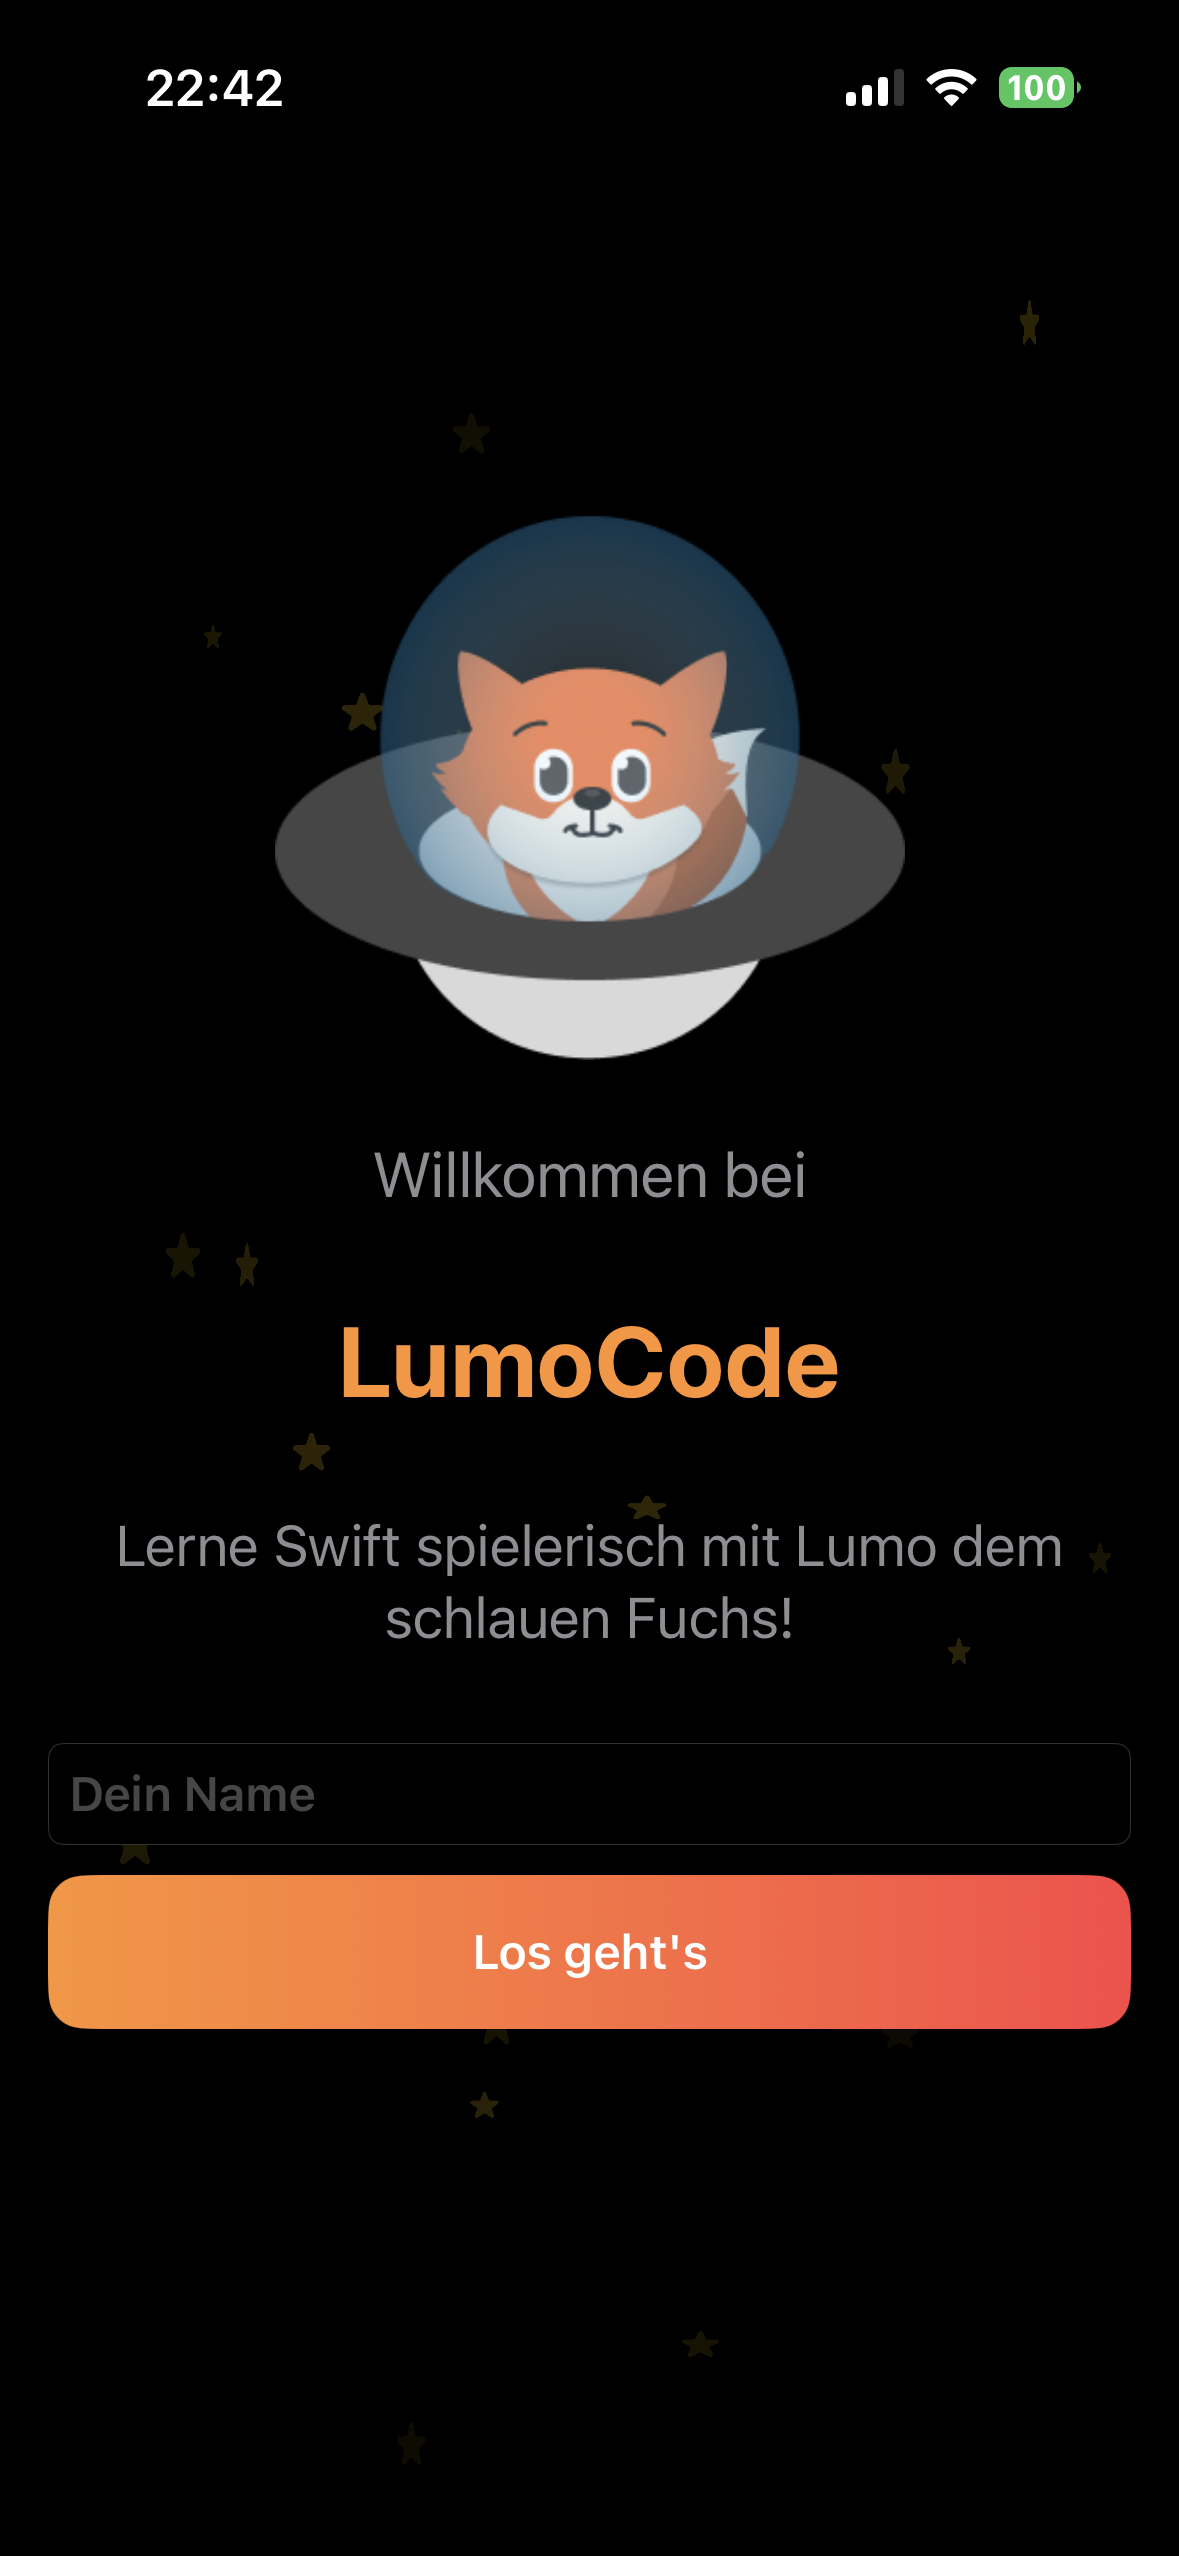 22:42
100
Willkommen bei
LumoCode
Lerne Swift spielerisch mit Lumo dem
schlauen Fuchs!
Dein Name
Los geht's